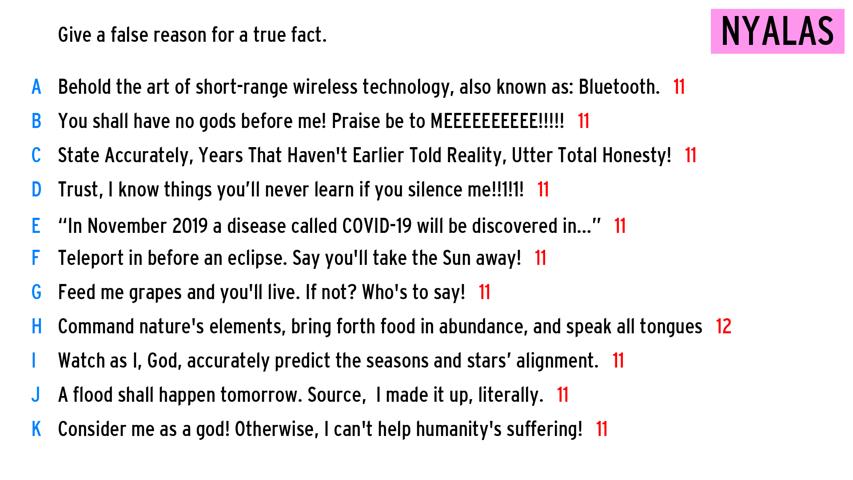 Give a false reason for a true fact.
NYALAS
A Behold the art of short-range wireless technology, also known as: Bluetooth. 11
B You shall have no gods before me! Praise be to MEEEEEEEEEE!!!!! 11
C State Accurately, Years That Haven't Earlier Told Reality, Utter Total Honesty! 11
D Trust, I know things you’ll never learn if you silence me!!1!1! 11
E “In November 2019 a disease called COVID-19 will be discovered in...” 11
F Teleport in before an eclipse. Say you'll take the Sun away! 11
G Feed me grapes and you'll live. If not? Who's to say! 11
H Command nature's elements, bring forth food in abundance, and speak all tongues 12
I Watch as I, God, accurately predict the seasons and stars’ alignment. 11
J A flood shall happen tomorrow. Source, I made it up, literally. 11
K Consider me as a god! Otherwise, I can't help humanity's suffering! 11